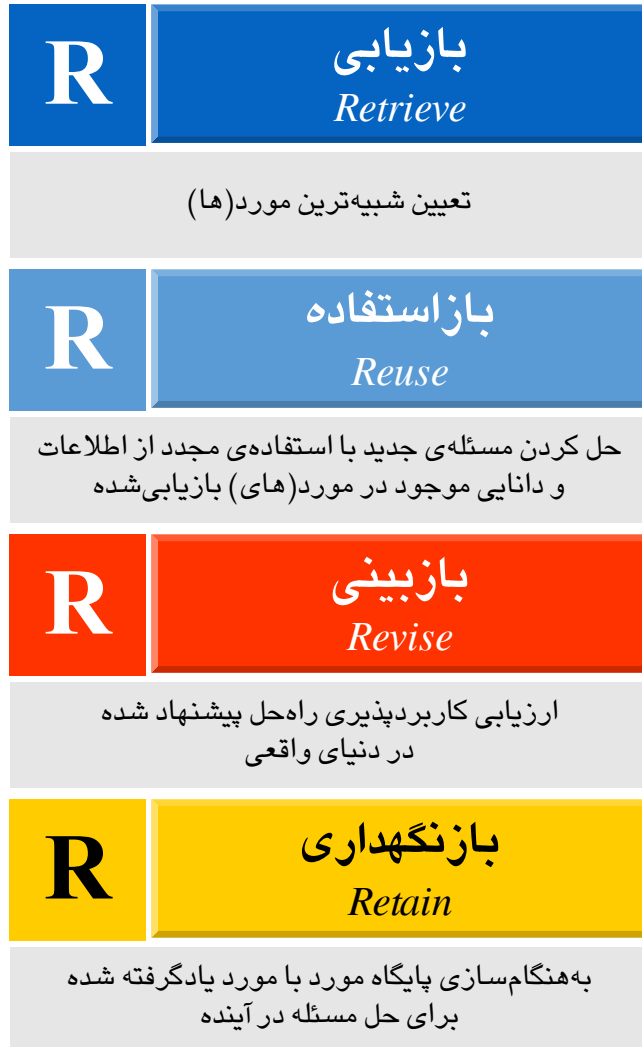 R
بازیابی
Retrieve
تعیین شبیه‌ترین مورد(ها)
R
بازاستفاده
Reuse
حل کردن مسئله‌ی جدید با استفاده‌ی مجدد از اطلاعات
و دانایی موجود در مورد(های) بازیابی‌شده
R
بازبینی
Revise
ارزیابی کاربردپذیری راه‌حل پیشنهاد شده
در دنیای واقعی
R
بازنگهداری
Retain
به‌هنگام‌سازی پایگاه مورد با مورد یادگرفته شده
برای حل مسئله در آینده